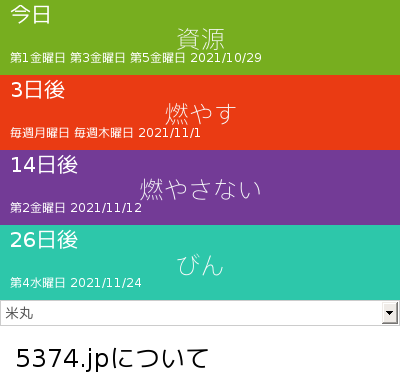 今日
資源
第1金曜日 第3金曜日 第5金曜日 2021/10/29
3日後
燃やす
毎週月曜日 毎週木曜日 2021/11/1
14日後
燃やさない
第2金曜日 2021/11/12
26日後
びん
第4水曜日 2021/11/24
米丸
5374.jpについて